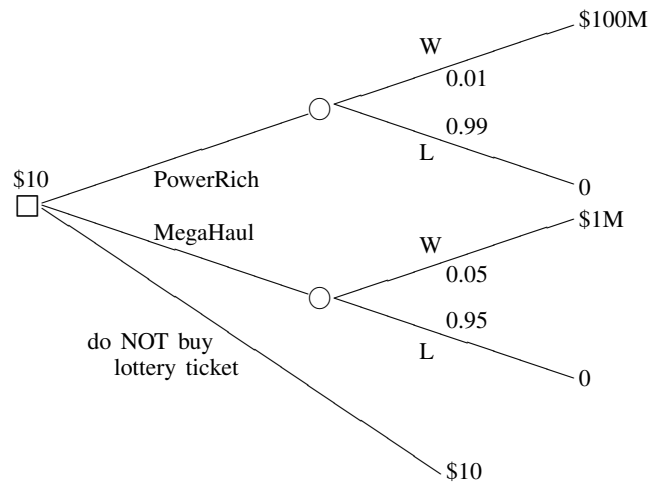 $100M
W
0.01
0.99
L
0
$10
PowerRich
MegaHaul
$1M
W
0.05
0.95
L
0
do NOT buy
lottery ticket
$10